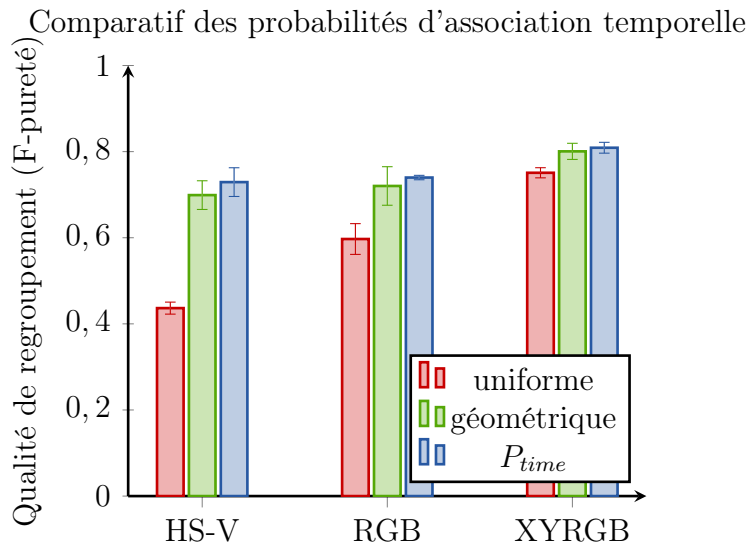 Comparatif des probabilités d'association temporelle
Qualité de regroupement (F-pureté)
1
0, 8
0, 6
0, 4
0, 2
0
HS-V
RGB
XYRGB
uniforme
géométrique
P_time